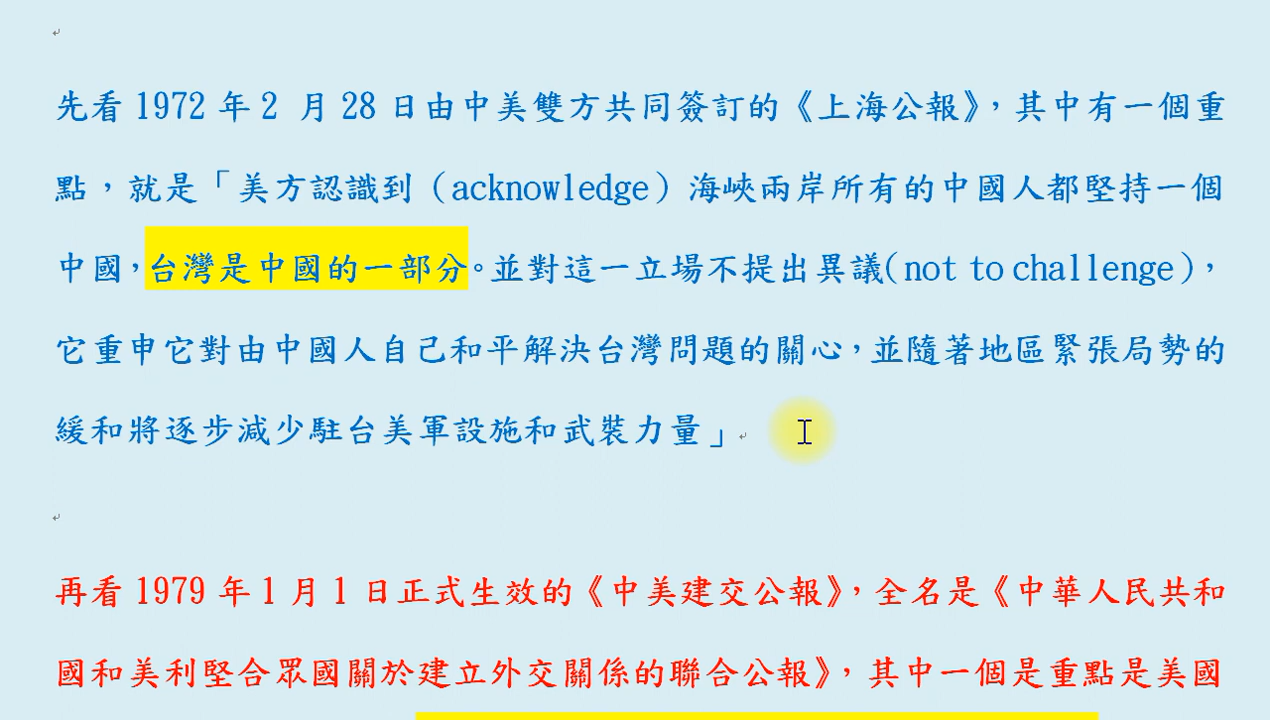 先看 1972 年 2 月 28 日由中美雙方共同簽訂的《上海公報》，其中有一個重
點，就是「美方認識到（acknowledge）海峽兩岸所有的中國人都堅持一個
中國，台灣是中國的一部分。並對這一立場不提出異議(not to challenge)，
它重申它對由中國人自己和平解決台灣問題的關心，並隨著地區緊張局勢的
緩和將逐步減少駐台美軍設施和武裝力量」
再看 1979 年 1 月 1 日正式生效的《中美建交公報》，全名是《中華人民共和
國和美利堅合眾國關於建立外交關係的聯合公報》，其中一個是重點是美國